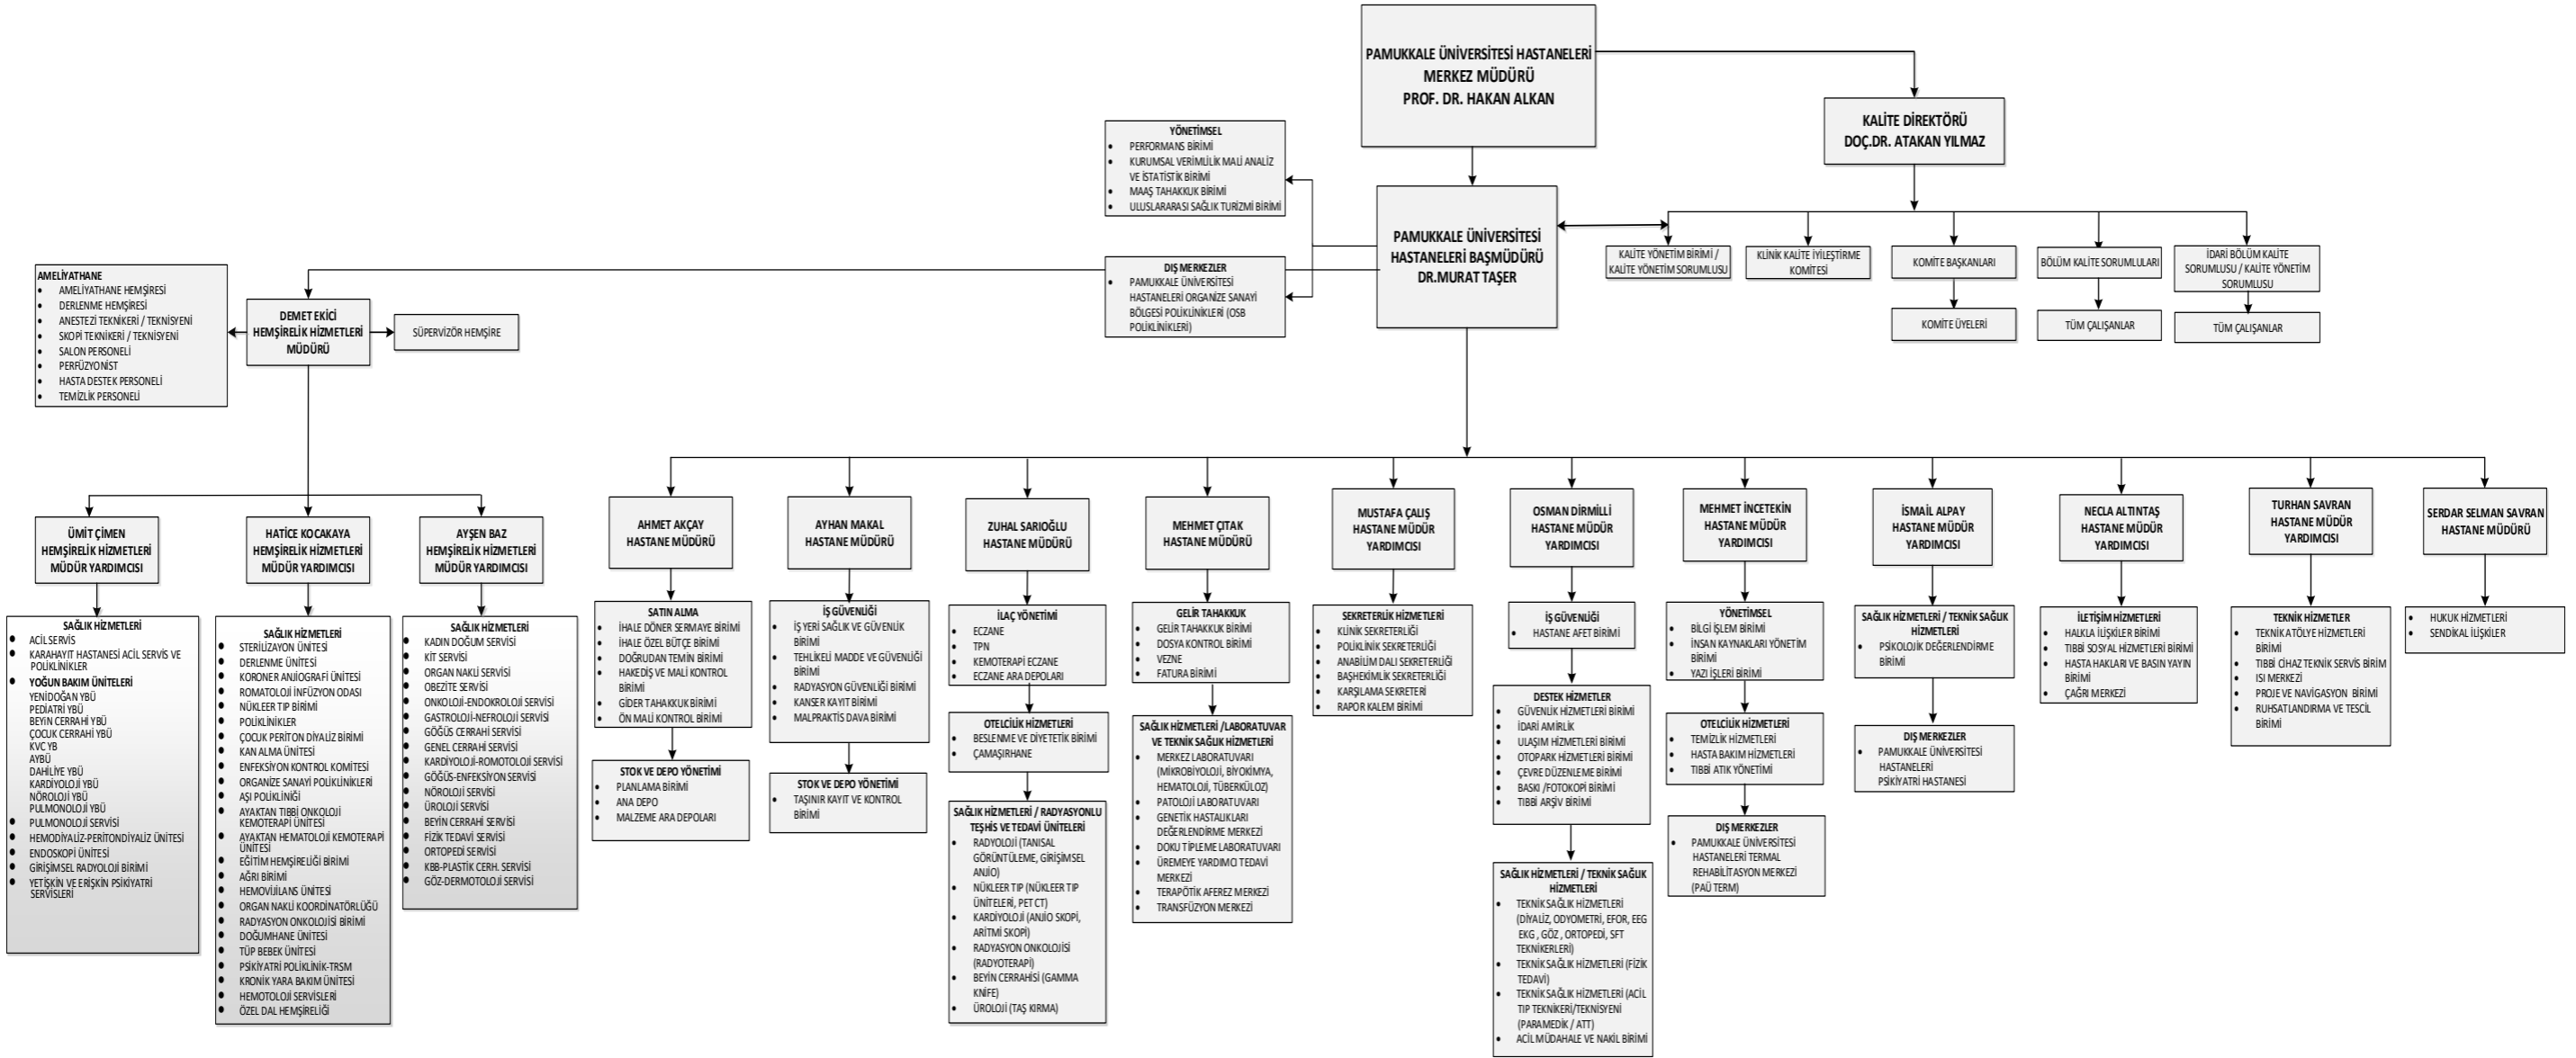 PAMUKKALE ÜNİVERSİTESİ HASTANELERİ
MERKEZ MÜDÜRÜ
PROF. DR. HAKAN ALKAN
KALİTE DİREKTÖRÜ
DOÇ.DR. ATAKAN YILMAZ
YÖNETİMSEL
• PERFORMANS BİRİMİ
• KURUMSAL VERİMLİLİK MALİ ANALİZ
VE İSTATİSTİK BİRİMİ
• MAAŞ TAHAKKUK BİRİMİ
• ULUSLARARASI SAĞLIK TURİZMİ BİRİMİ
PAMUKKALE ÜNİVERSİTESİ
HASTANELERİ BAŞMÜDÜRÜ
DR.MURAT TAŞER
KALİTE YÖNETİM BİRİMİ /
KALİTE YÖNETİM SORUMLUSU
KLİNİK KALİTE İYİLEŞTİRME
KOMİTESİ
KOMİTE BAŞKANLARI
BÖLÜM KALİTE SORUMLULARI
İDARİ BÖLÜM KALİTE
SORUMLUSU / KALİTE YÖNETİM
SORUMLUSU
KOMİTE ÜYELERİ
TÜM ÇALIŞANLAR
TÜM ÇALIŞANLAR
DIŞ MERKEZLER
• PAMUKKALE ÜNİVERSİTESİ
HASTANELERİ ORGANİZE SANAYİ
BÖLGESİ POLİKLİNİKLERİ (OSB
POLİKLİNİKLERİ)
AMELİYATHANE
• AMELİYATHANE HEMŞİRESİ
• DERLENME HEMŞİRESİ
• ANESTEZİ TEKNİKERİ / TEKNİSYENİ
• SKOPİ TEKNİKERİ / TEKNİSYENİ
• SALON PERSONELİ
• PERFÜZYONİST
• HASTA DESTEK PERSONELİ
• TEMİZLİK PERSONELİ
DEMET EKİCİ
HEMŞİRELİK HİZMETLERİ
MÜDÜRÜ
SÜPERVİZÖR HEMŞİRE
ÜMİT ÇİMEN
HEMŞİRELİK HİZMETLERİ
MÜDÜR YARDIMCISI
HATİCE KOCAKAYA
HEMŞİRELİK HİZMETLERİ
MÜDÜR YARDIMCISI
AYŞEN BAZ
HEMŞİRELİK HİZMETLERİ
MÜDÜR YARDIMCISI
AHMET AKÇAY
HASTANE MÜDÜRÜ
AYHAN MAKAL
HASTANE MÜDÜRÜ
ZUHAL SARIOĞLU
HASTANE MÜDÜRÜ
MEHMET ÇITAK
HASTANE MÜDÜRÜ
MUSTAFA ÇALIŞ
HASTANE MÜDÜR
YARDIMCISI
OSMAN DİRMİLLİ
HASTANE MÜDÜR
YARDIMCISI
MEHMET İNCETEKİN
HASTANE MÜDÜR
YARDIMCISI
İSMAİL ALPAY
HASTANE MÜDÜR
YARDIMCISI
NECLA ALTINTAŞ
HASTANE MÜDÜR
YARDIMCISI
TURHAN SAVRAN
HASTANE MÜDÜR
YARDIMCISI
SERDAR SELMAN SAVRAN
HASTANE MÜDÜRÜ
SAĞLIK HİZMETLERİ
• ACİL SERVİS
• KARAHAYIT HASTANESİ ACİL SERVİS VE
POLİKLİNİKLER
• YOĞUN BAKIM ÜNİTELERİ
YENİDOĞAN YBÜ
PEDİATRİ YBÜ
BEYİN CERRAHİ YBÜ
ÇOCUK CERRAHİ YBÜ
KVC YB
AYBÜ
DAHİLİYE YBÜ
KARDİYOLOJİ YBÜ
NÖROLOJİ YBÜ
PULMONOLOJİ YBÜ
• PULMONOLOJİ SERVİSİ
• HEMODİYALİZ-PERİTONDİYALİZ ÜNİTESİ
• ENDOSKOPİ ÜNİTESİ
• GİRİŞİMSEL RADYOLOJİ BİRİMİ
• YETİŞKİN VE ERİŞKİN PSİKİYATRİ
SERVİSLERİ
SAĞLIK HİZMETLERİ
• STERİLİZAYON ÜNİTESİ
• DERLENME ÜNİTESİ
• KORONER ANJİOGRAFİ ÜNİTESİ
• ROMATOLOJİ İNFÜZYON ODASI
• NÜKLEER TIP BİRİMİ
• POLİKLİNİKLER
• ÇOCUK PERİTON DİYALİZ BİRİMİ
• KAN ALMA ÜNİTESİ
• ENFEKSİYON KONTROL KOMİTESİ
• ORGANİZE SANAYİ POLİKLİNİKLERİ
• AŞI POLİKLİNİĞİ
• AYAKTAN TIBBİ ONKOLOJİ
KEMOTERAPİ ÜNİTESİ
• AYAKTAN HEMATOLOJİ KEMOTERAPİ
ÜNİTESİ
• EĞİTİM HEMŞİRELİĞİ BİRİMİ
• AĞRI BİRİMİ
• HEMOVİJİLANS ÜNİTESİ
• ORGAN NAKLİ KOORDİNATÖRLÜĞÜ
• RADYASYON ONKOLOJİSİ BİRİMİ
• DOĞUMHANE ÜNİTESİ
• TÜP BEBEK ÜNİTESİ
• PSİKİYATRİ POLİKLİNİK-TRSM
• KRONİK YARA BAKIM ÜNİTESİ
• HEMOTOLOJİ SERVİSLERİ
• ÖZEL DAL HEMŞİRELİĞİ
SAĞLIK HİZMETLERİ
• KADIN DOĞUM SERVİSİ
• KİT SERVİSİ
• ORGAN NAKLİ SERVİSİ
• OBEZİTE SERVİSİ
• ONKOLOJİ-ENDOKROLOJİ SERVİSİ
• GASTROLOJİ-NEFROLOJİ SERVİSİ
• GÖĞÜS CERRAHİ SERVİSİ
• GENEL CERRAHİ SERVİSİ
• KARDİYOLOJİ-ROMOTOLOJİ SERVİSİ
• GÖĞÜS-ENFEKSİYON SERVİSİ
• NÖROLOJİ SERVİSİ
• ÜROLOJİ SERVİSİ
• BEYİN CERRAHİ SERVİSİ
• FİZİK TEDAVİ SERVİSİ
• ORTOPEDİ SERVİSİ
• KBB-PLASTİK CERH. SERVİSİ
• GÖZ-DERMOTOLOJİ SERVİSİ
SATIN ALMA
• İHALE DÖNER SERMAYE BİRİMİ
• İHALE ÖZEL BÜTÇE BİRİMİ
• DOĞRUDAN TEMİN BİRİMİ
• HAKEDİŞ VE MALİ KONTROL
BİRİMİ
• GİDER TAHAKKUK BİRİMİ
• ÖN MALİ KONTROL BİRİMİ
STOK VE DEPO YÖNETİMİ
• PLANLAMA BİRİMİ
• ANA DEPO
• MALZEME ARA DEPOLARI
İŞ GÜVENLİĞİ
• İŞ YERİ SAĞLIK VE GÜVENLİK
BİRİMİ
• TEHLİKELİ MADDE VE GÜVENLİĞİ
BİRİMİ
• RADYASYON GÜVENLİĞİ BİRİMİ
• KANSER KAYIT BİRİMİ
• MALPRAKTİS DAVA BİRİMİ
STOK VE DEPO YÖNETİMİ
• TAŞINIR KAYIT VE KONTROL
BİRİMİ
İLAÇ YÖNETİMİ
• ECZANE
• TPN
• KEMOTERAPİ ECZANE
• ECZANE ARA DEPOLARI
OTELCİLİK HİZMETLERİ
• BESLENME VE DİYETETİK BİRİMİ
• ÇAMAŞIRHANE
SAĞLIK HİZMETLERİ / RADYASYONLU
TEŞHİS VE TEDAVİ ÜNİTELERİ
• RADYOLOJİ (TANISAL
GÖRÜNTÜLEME, GİRİŞİMSEL
ANJİO)
• NÜKLEER TIP (NÜKLEER TIP
ÜNİTELERİ, PET CT)
• KARDİYOLOJİ (ANJİO SKOPİ,
ARİTMİ SKOPİ)
• RADYASYON ONKOLOJİSİ
(RADYOTERAPİ)
• BEYİN CERRAHİSİ (GAMMA
KNİFE)
• ÜROLOJİ (TAŞ KIRMA)
GELİR TAHAKKUK
• GELİR TAHAKKUK BİRİMİ
• DOSYA KONTROL BİRİMİ
• VEZNE
• FATURA BİRİMİ
SAĞLIK HİZMETLERİ /LABORATUVAR
VE TEKNİK SAĞLIK HİZMETLERİ
• MERKEZ LABORATUVARI
(MİKROBİYOLOJİ, BİYOKİMYA,
HEMATOLOJİ, TÜBERKÜLOZ)
• PATOLOJİ LABORATUVARI
• GENETİK HASTALIKLARI
DEĞERLENDİRME MERKEZİ
• DOKU TİPLEME LABORATUVARI
• ÜREMEYE YARDIMCI TEDAVİ
MERKEZİ
• TERAPÖTİK AFEREZ MERKEZİ
• TRANSFÜZYON MERKEZİ
SEKRETERLİK HİZMETLERİ
• KLİNİK SEKRETERLİĞİ
• POLİKLİNİK SEKRETERLİĞİ
• ANABİLİM DALI SEKRETERLİĞİ
• BAŞHEKİMLİK SEKRETERLİĞİ
• KARŞILAMA SEKRETERİ
• RAPOR KALEM BİRİMİ
İŞ GÜVENLİĞİ
• HASTANE AFET BİRİMİ
DESTEK HİZMETLER
• GÜVENLİK HİZMETLERİ BİRİMİ
• İDARİ AMİRLİK
• ULAŞIM HİZMETLERİ BİRİMİ
• OTOPARK HİZMETLERİ BİRİMİ
• ÇEVRE DÜZENLEME BİRİMİ
• BASKI /FOTOKOPİ BİRİMİ
• TIBBİ ARŞİV BİRİMİ
SAĞLIK HİZMETLERİ / TEKNİK SAĞLIK
HİZMETLERİ
• TEKNİK SAĞLIK HİZMETLERİ
(DİYALİZ, ODYOMETRİ, EFOR, EEG
EKG , GÖZ , ORTOPEDİ, SFT
TEKNİKERLERİ)
• TEKNİK SAĞLIK HİZMETLERİ (FİZİK
TEDAVİ)
• TEKNİK SAĞLIK HİZMETLERİ (ACİL
TIP TEKNİKERİ/TEKNİSYENİ
(PARAMEDİK / ATT)
• ACİL MÜDAHALE VE NAKİL BİRİMİ
YÖNETİMSEL
• BİLGİ İŞLEM BİRİMİ
• İNSAN KAYNAKLARI YÖNETİM
BİRİMİ
• YAZI İŞLERİ BİRİMİ
OTELCİLİK HİZMETLERİ
• TEMİZLİK HİZMETLERİ
• HASTA BAKIM HİZMETLERİ
• TIBBİ ATIK YÖNETİMİ
DIŞ MERKEZLER
• PAMUKKALE ÜNİVERSİTESİ
HASTANELERİ TERMAL
REHABİLİTASYON MERKEZİ
(PAÜ TERM)
SAĞLIK HİZMETLERİ / TEKNİK SAĞLIK
HİZMETLERİ
• PSİKOLOJİK DEĞERLENDİRME
BİRİMİ
DIŞ MERKEZLER
• PAMUKKALE ÜNİVERSİTESİ
HASTANELERİ
PSİKİYATRİ HASTANESİ
İLETİŞİM HİZMETLERİ
• HALKLA İLİŞKİLER BİRİMİ
• TIBBİ SOSYAL HİZMETLERİ BİRİMİ
• HASTA HAKLARI VE BASIN YAYIN
BİRİMİ
• ÇAĞRI MERKEZİ
TEKNİK HİZMETLER
• TEKNİK ATÖLYE HİZMETLERİ
BİRİMİ
• TIBBİ CİHAZ TEKNİK SERVİS BİRİM
• ISI MERKEZİ
• PROJE VE NAVİGASYON BİRİMİ
• RUHSATLANDIRMA VE TESCİL
BİRİMİ
• HUKUK HİZMETLERİ
• SENDİKAL İLİŞKİLER